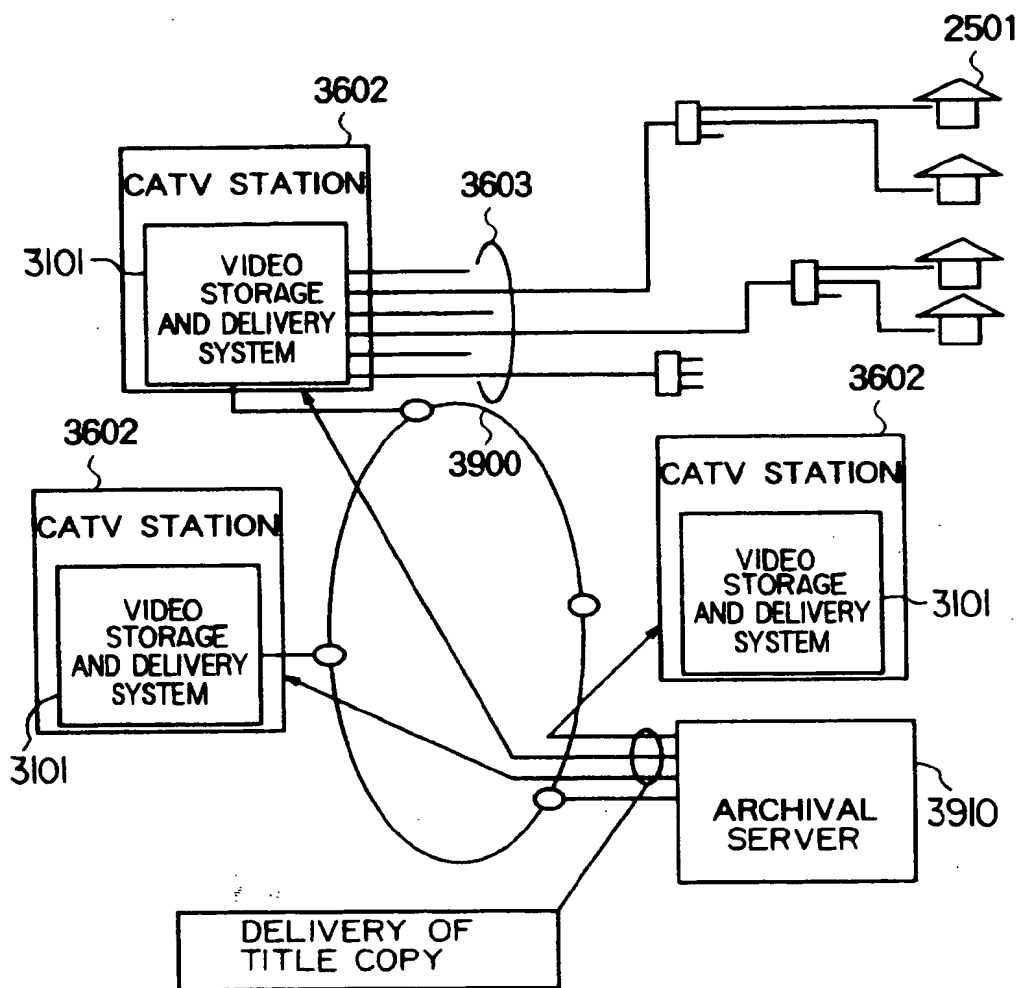 2501
3602
CATV STATION
3603
3101
VIDEO
STORAGE
AND DELIVERY
SYSTEM
3602
3900
3602
CATV STATION
CATV STATION
VIDEO
STORAGE
AND DELIVERY
SYSTEM
3101
VIDEO
STORAGE
AND DELIVERY
SYSTEM
3101
ARCHIVAL
SERVER
3910
DELIVERY OF
TITLE COPY